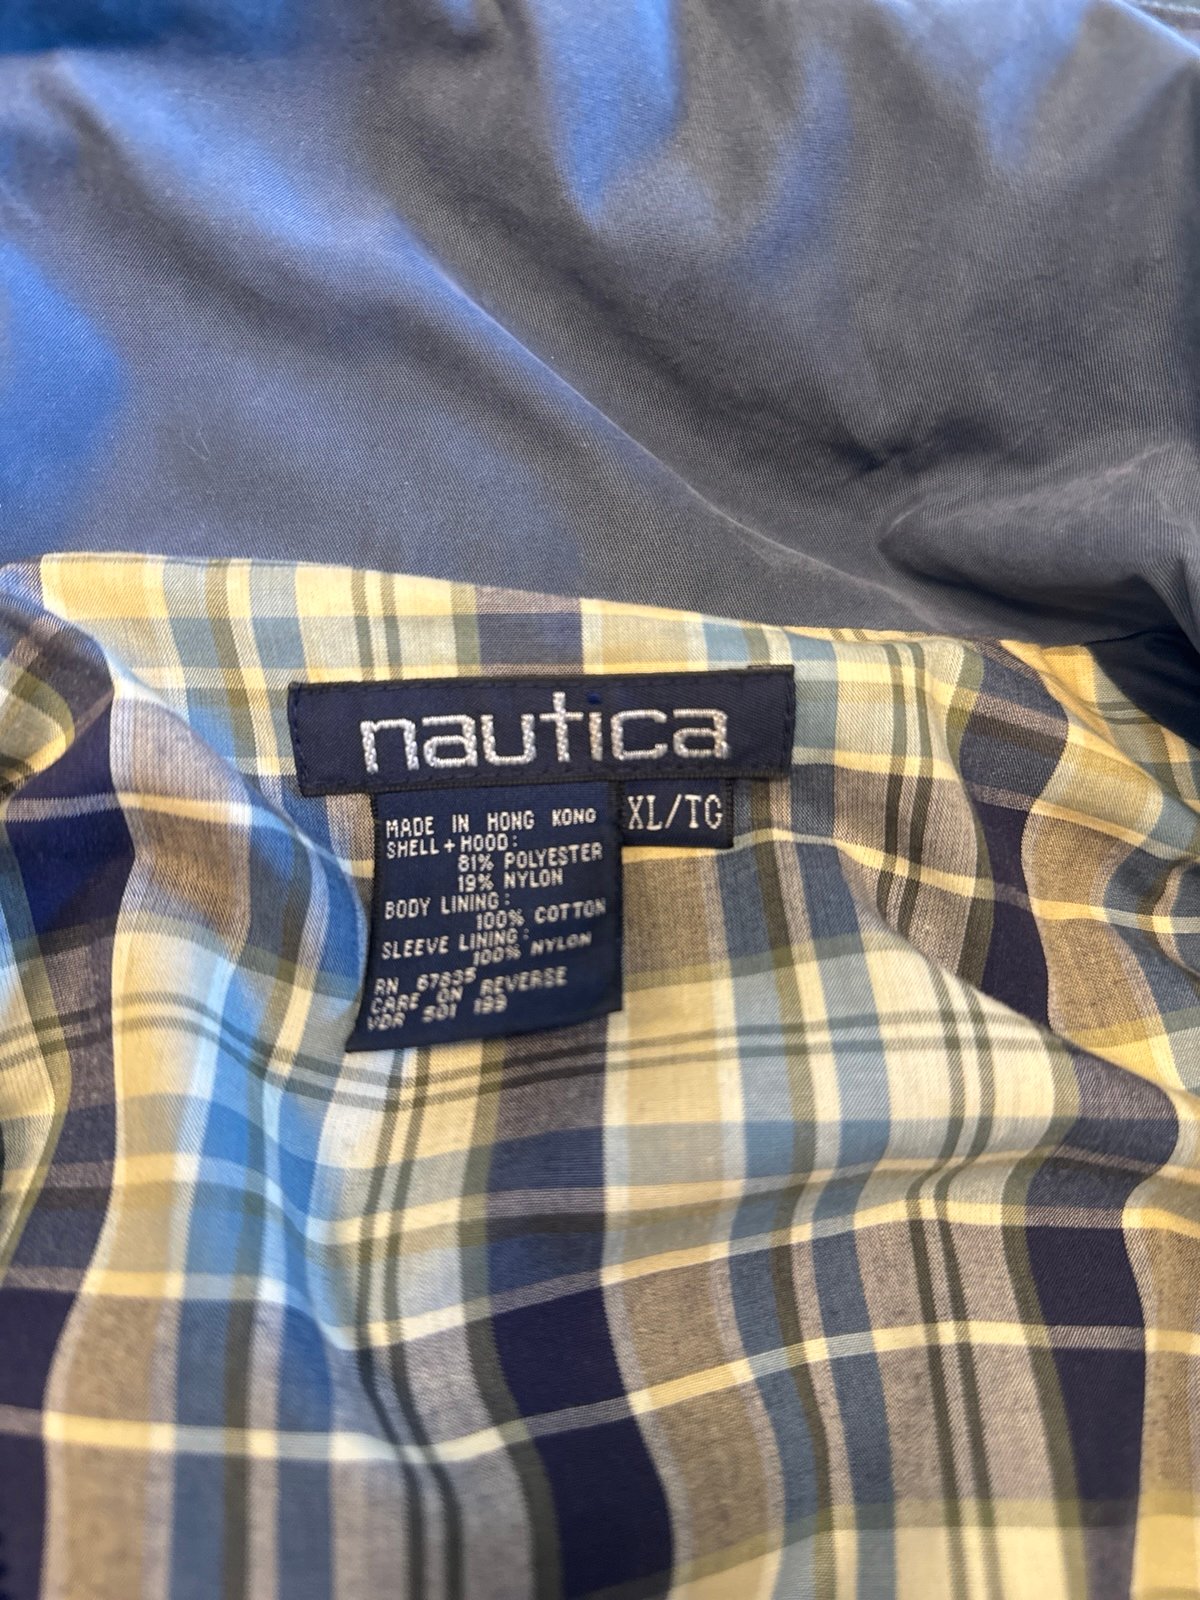 nautica
XL/TG
MADE IN HONG KONG
SHELL + HOOD:
81% POLYESTER
19% NYLON
BODY LINING:
100% COTTON
SLEEVE LINING:
100% NYLON
RN 67835
CARE ON REVERSE
VDR 501 199